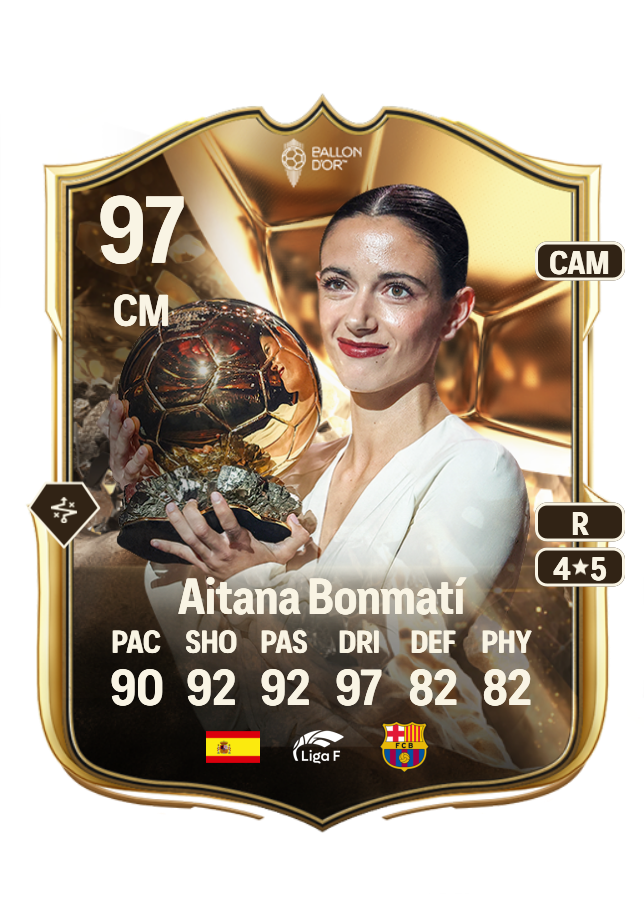 BALLON
D'OR™
97
CM
CAM
R
4★5
Aitana Bonmatí
PAC SHO PAS DRI DEF PHY
90 92 92 97 82 82
Liga F
FCB